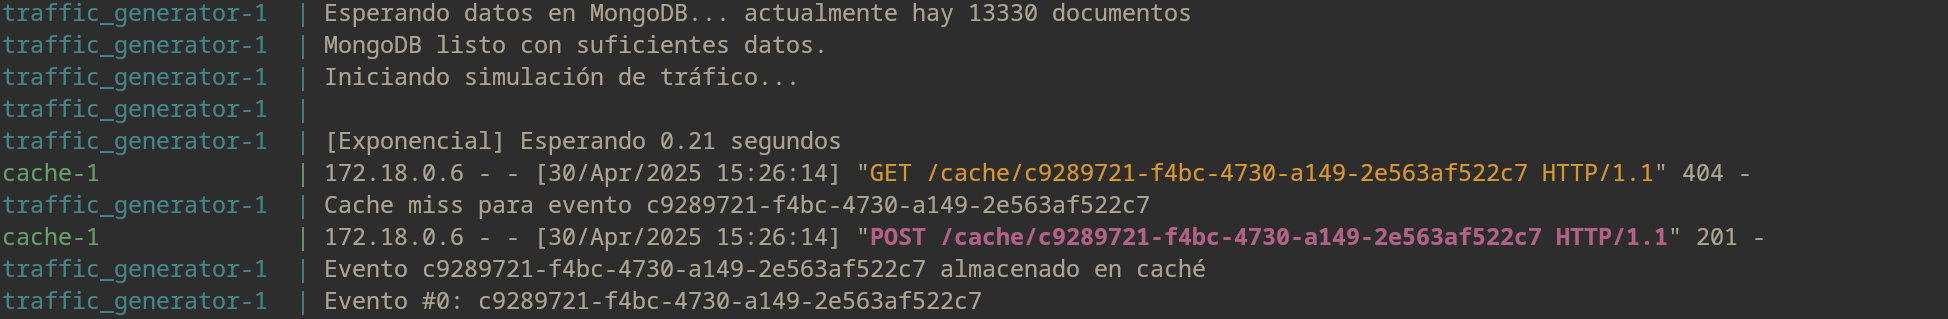 traffic_generator-1 | Esperando datos en MongoDB... actualmente hay 13330 documentos
traffic_generator-1 | MongoDB listo con suficientes datos.
traffic_generator-1 | Iniciando simulación de tráfico...
traffic_generator-1 |
traffic_generator-1 | [Exponencial] Esperando 0.21 segundos
cache-1 | 172.18.0.6 - - [30/Apr/2025 15:26:14] "GET /cache/c9289721-f4bc-4730-a149-2e563af522c7 HTTP/1.1" 404 -
traffic_generator-1 | Cache miss para evento c9289721-f4bc-4730-a149-2e563af522c7
cache-1 | 172.18.0.6 - - [30/Apr/2025 15:26:14] "POST /cache/c9289721-f4bc-4730-a149-2e563af522c7 HTTP/1.1" 201 -
traffic_generator-1 | Evento c9289721-f4bc-4730-a149-2e563af522c7 almacenado en caché
traffic_generator-1 | Evento #0: c9289721-f4bc-4730-a149-2e563af522c7